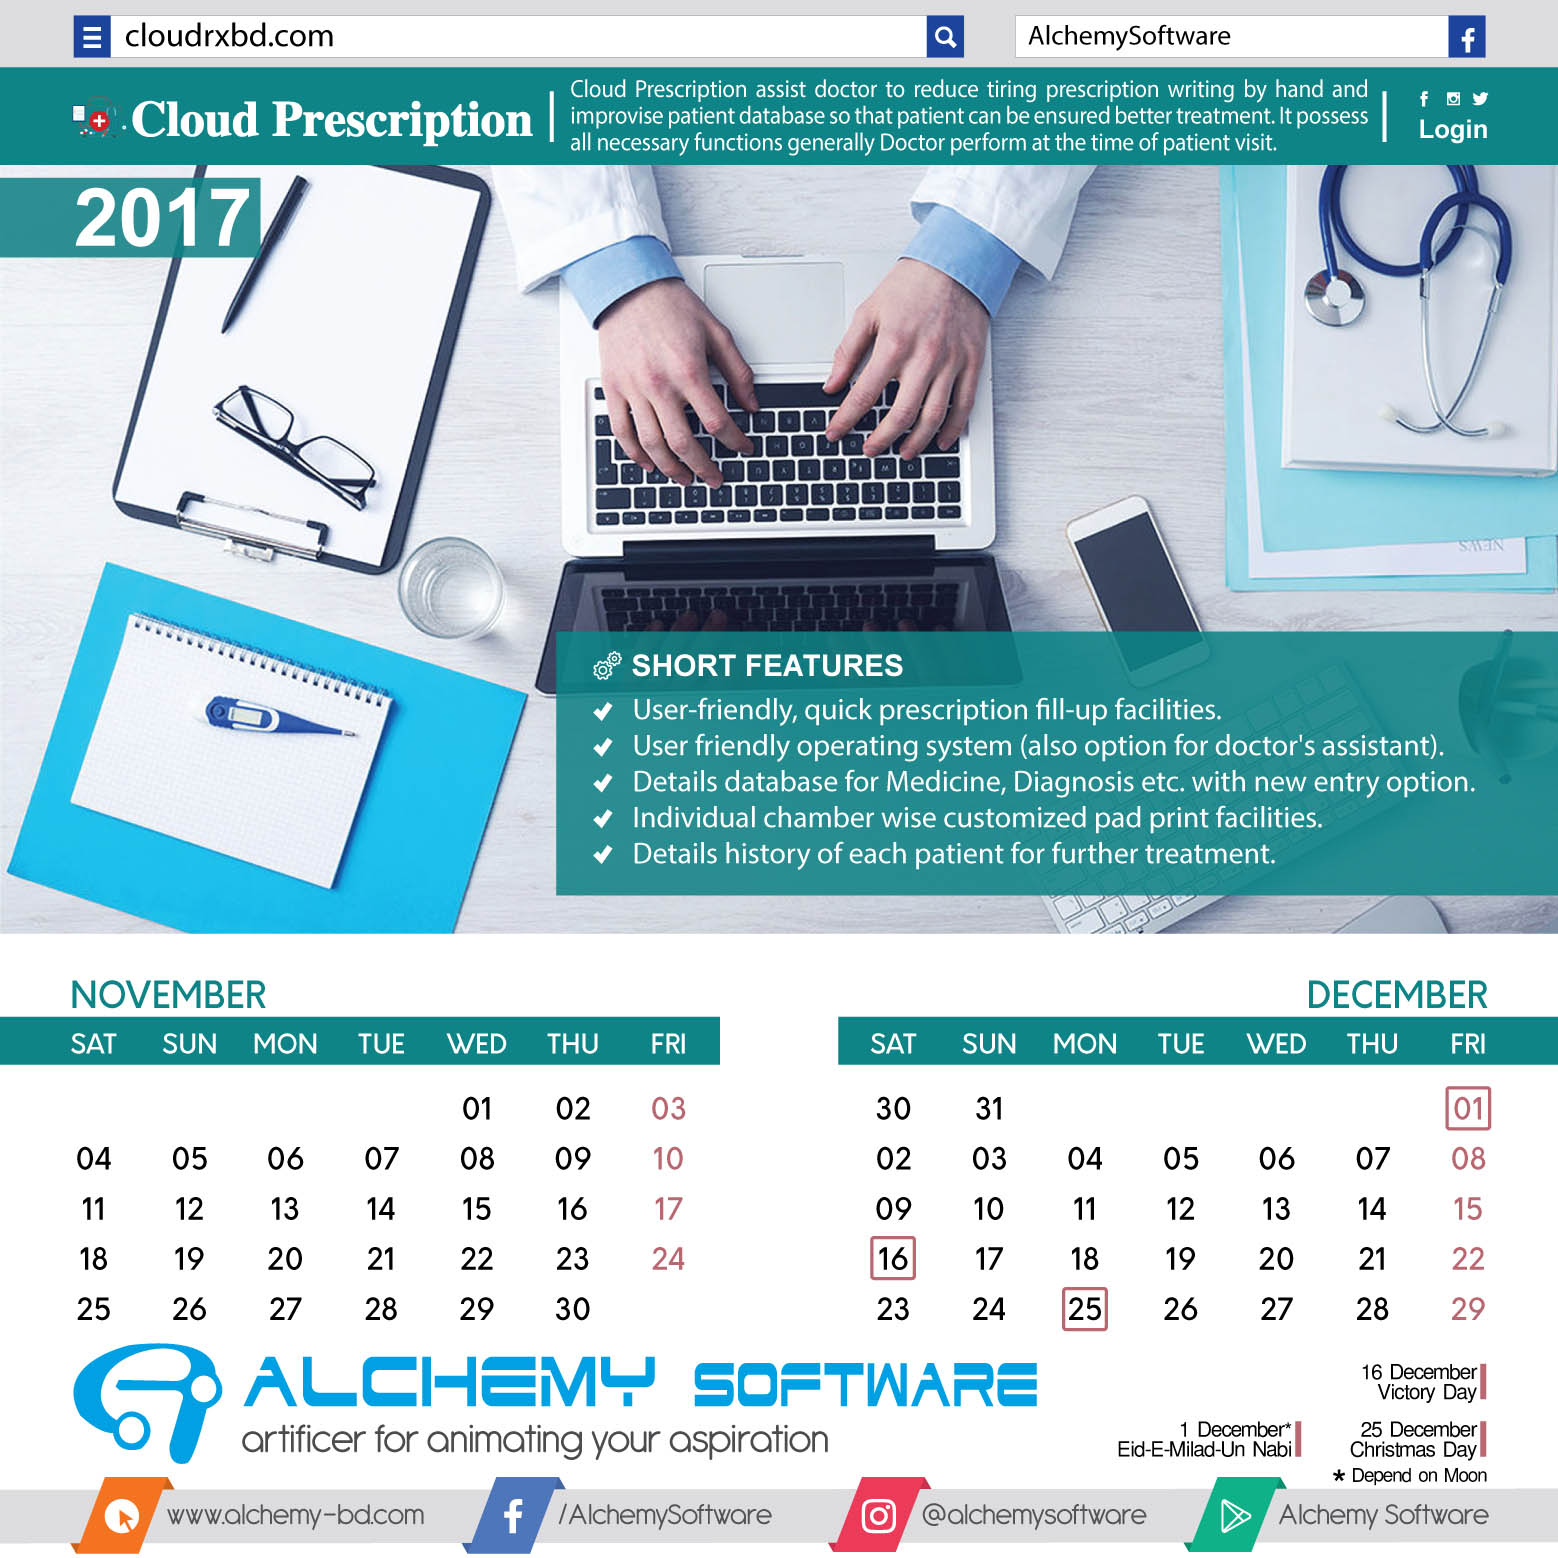 cloudrxbd.com
AlchemySoftware
Cloud Prescription
Cloud Prescription assist doctor to reduce tiring prescription writing by hand and
improvise patient database so that patient can be ensured better treatment. It possess
all necessary functions generally Doctor perform at the time of patient visit.
Login
2017
NEWS
SHORT FEATURES
User-friendly, quick prescription fill-up facilities.
User friendly operating system (also option for doctor's assistant).
Details database for Medicine, Diagnosis etc. with new entry option.
Individual chamber wise customized pad print facilities.
Details history of each patient for further treatment.
NOVEMBER
SAT SUN MON TUE WED THU FRI
01 02 03
04 05 06 07 08 09 10
11 12 13 14 15 16 17
18 19 20 21 22 23 24
25 26 27 28 29 30
DECEMBER
SAT SUN MON TUE WED THU FRI
30 31 01
02 03 04 05 06 07 08
09 10 11 12 13 14 15
16 17 18 19 20 21 22
23 24 25 26 27 28 29
ALCHEMY SOFTWARE
artificer for animating your aspiration
16 December
Victory Day
1 December*
Eid-E-Milad-Un Nabi
25 December
Christmas Day
* Depend on Moon
www.alchemy-bd.com
/AlchemySoftware
@alchemysoftware
Alchemy Software